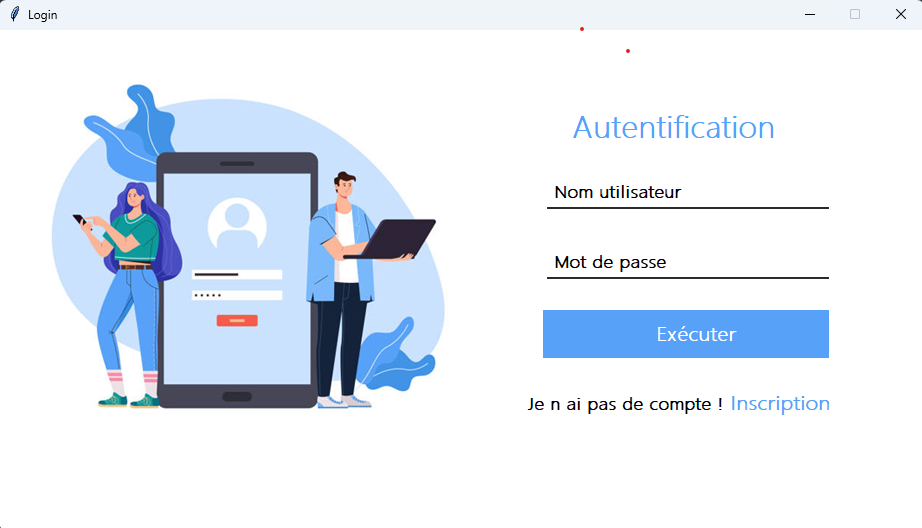 Login
Autentification
Nom utilisateur
Mot de passe
Exécuter
Je n ai pas de compte ! Inscription